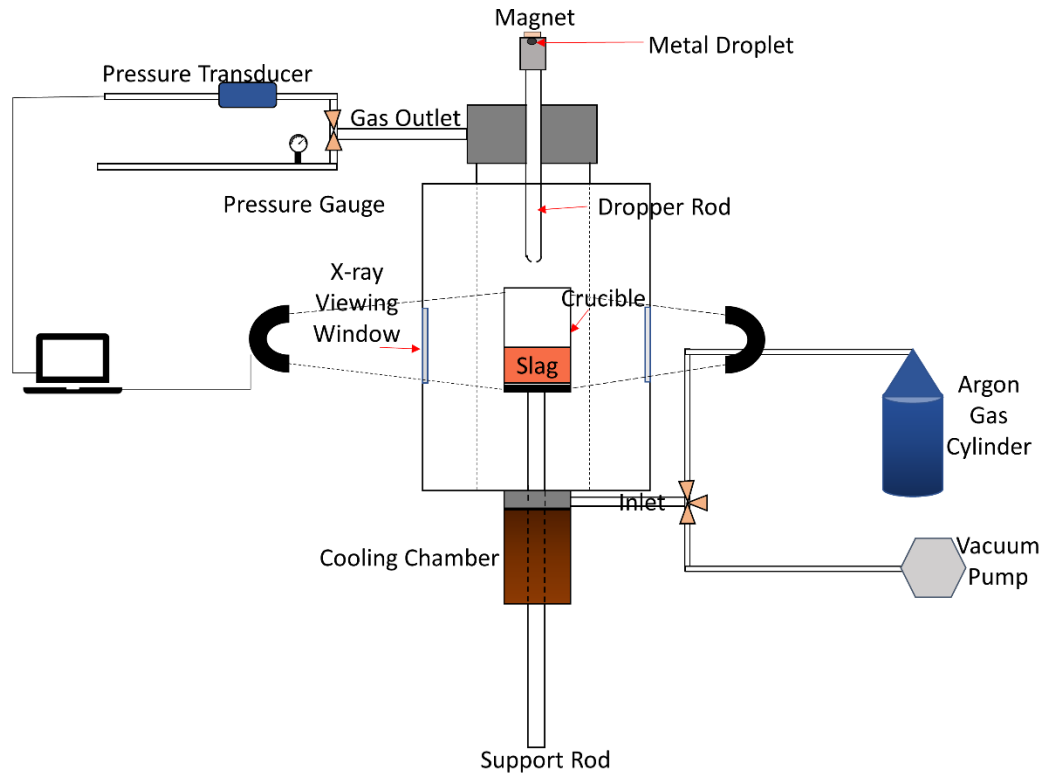 Magnet
Metal Droplet
Pressure Transducer
Gas Outlet
Pressure Gauge
Dropper Rod
X-ray
Viewing
Window
Crucible
Slag
Argon
Gas
Cylinder
Inlet
Cooling Chamber
Vacuum
Pump
Support Rod